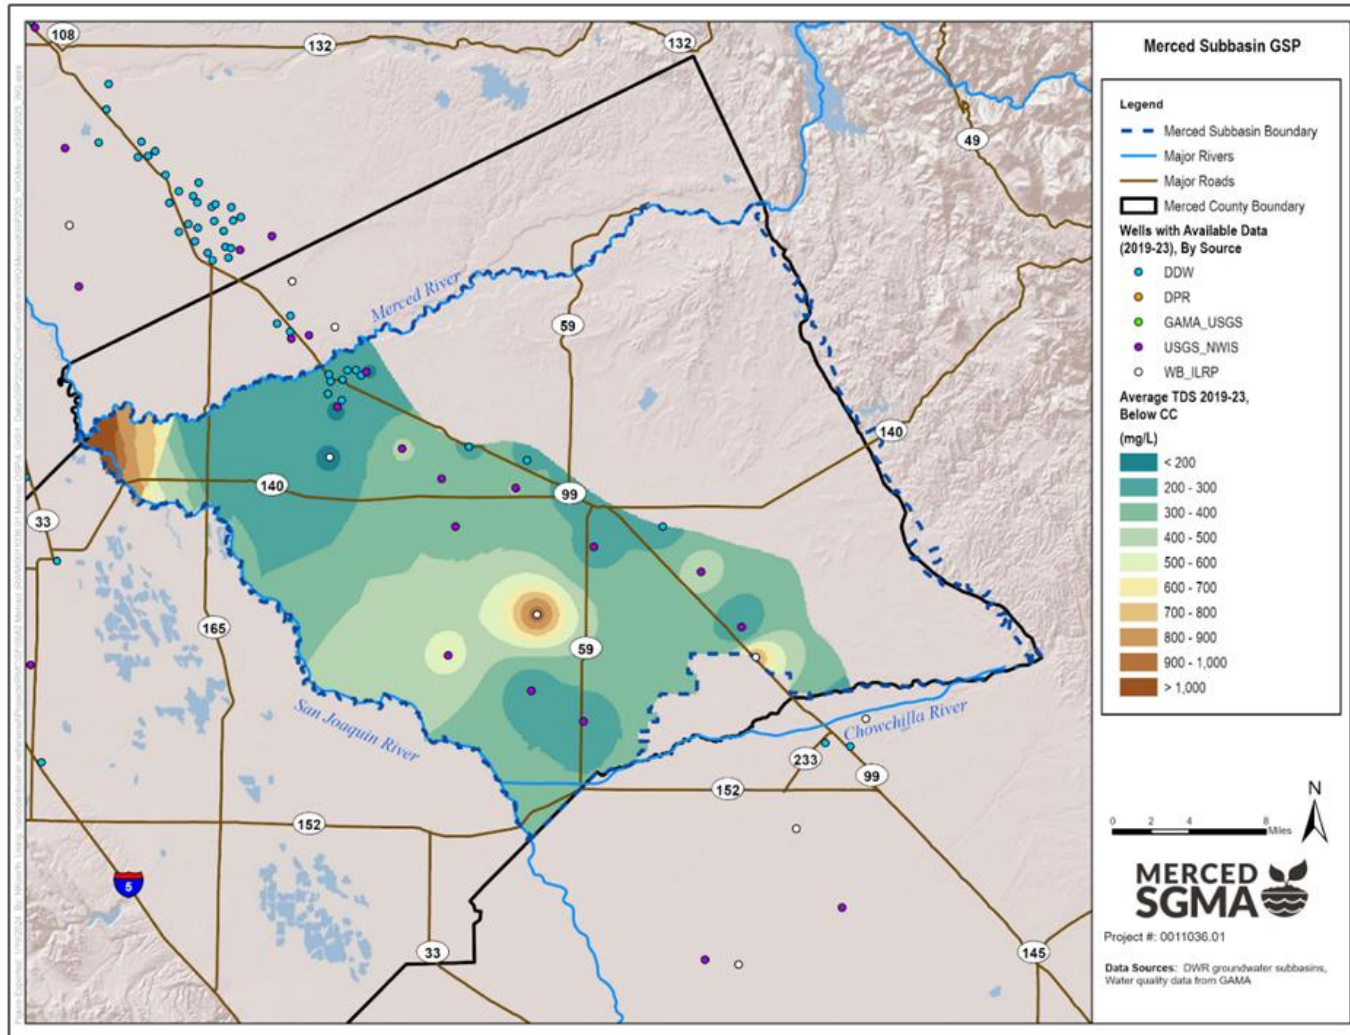 Merced Subbasin GSP
Legend
Merced Subbasin Boundary
Major Rivers
Major Roads
Merced County Boundary
Wells with Available Data
(2019-23), By Source
DDW
DPR
GAMA_USGS
USGS_NWIS
WB_ILRP
Average TDS 2019-23,
Below CC
(mg/L)
< 200
200 - 300
300 - 400
400 - 500
500 - 600
600 - 700
700 - 800
800 - 900
900 - 1,000
> 1,000
N
0 2 4 8
Miles
MERCED
SGMA
Project #: 0011036.01
Data Sources: DWR groundwater subbasins,
Water quality data from GAMA
108
132
132
49
Merced River
59
140
140
99
33
165
59
San Joaquin River
Chowchilla River
233
99
152
152
5
33
145